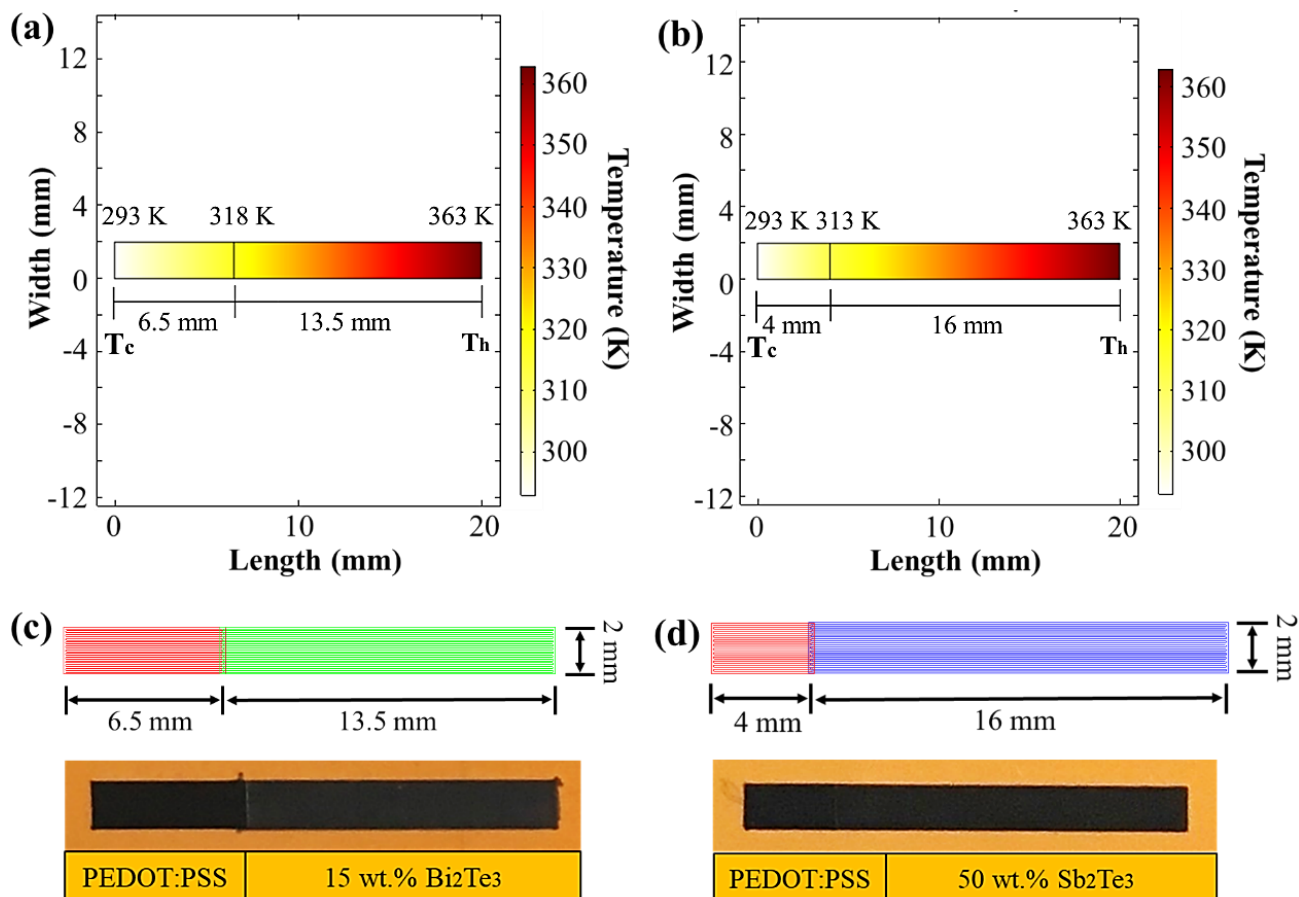 (a)
12
8
4
0
-4
-8
-12
Width (mm)
293 K 318 K 363 K
6.5 mm 13.5 mm
Tc Th
0 10 20
Length (mm)
360
350
340
330
320
310
300
Temperature (K)
(b)
12
8
4
0
-4
-8
-12
Width (mm)
293 K 313 K 363 K
4 mm 16 mm
Tc Th
0 10 20
Length (mm)
360
350
340
330
320
310
300
Temperature (K)
(c)
2 mm
6.5 mm 13.5 mm
PEDOT:PSS 15 wt.% Bi2Te3
(d)
2 mm
4 mm 16 mm
PEDOT:PSS 50 wt.% Sb2Te3